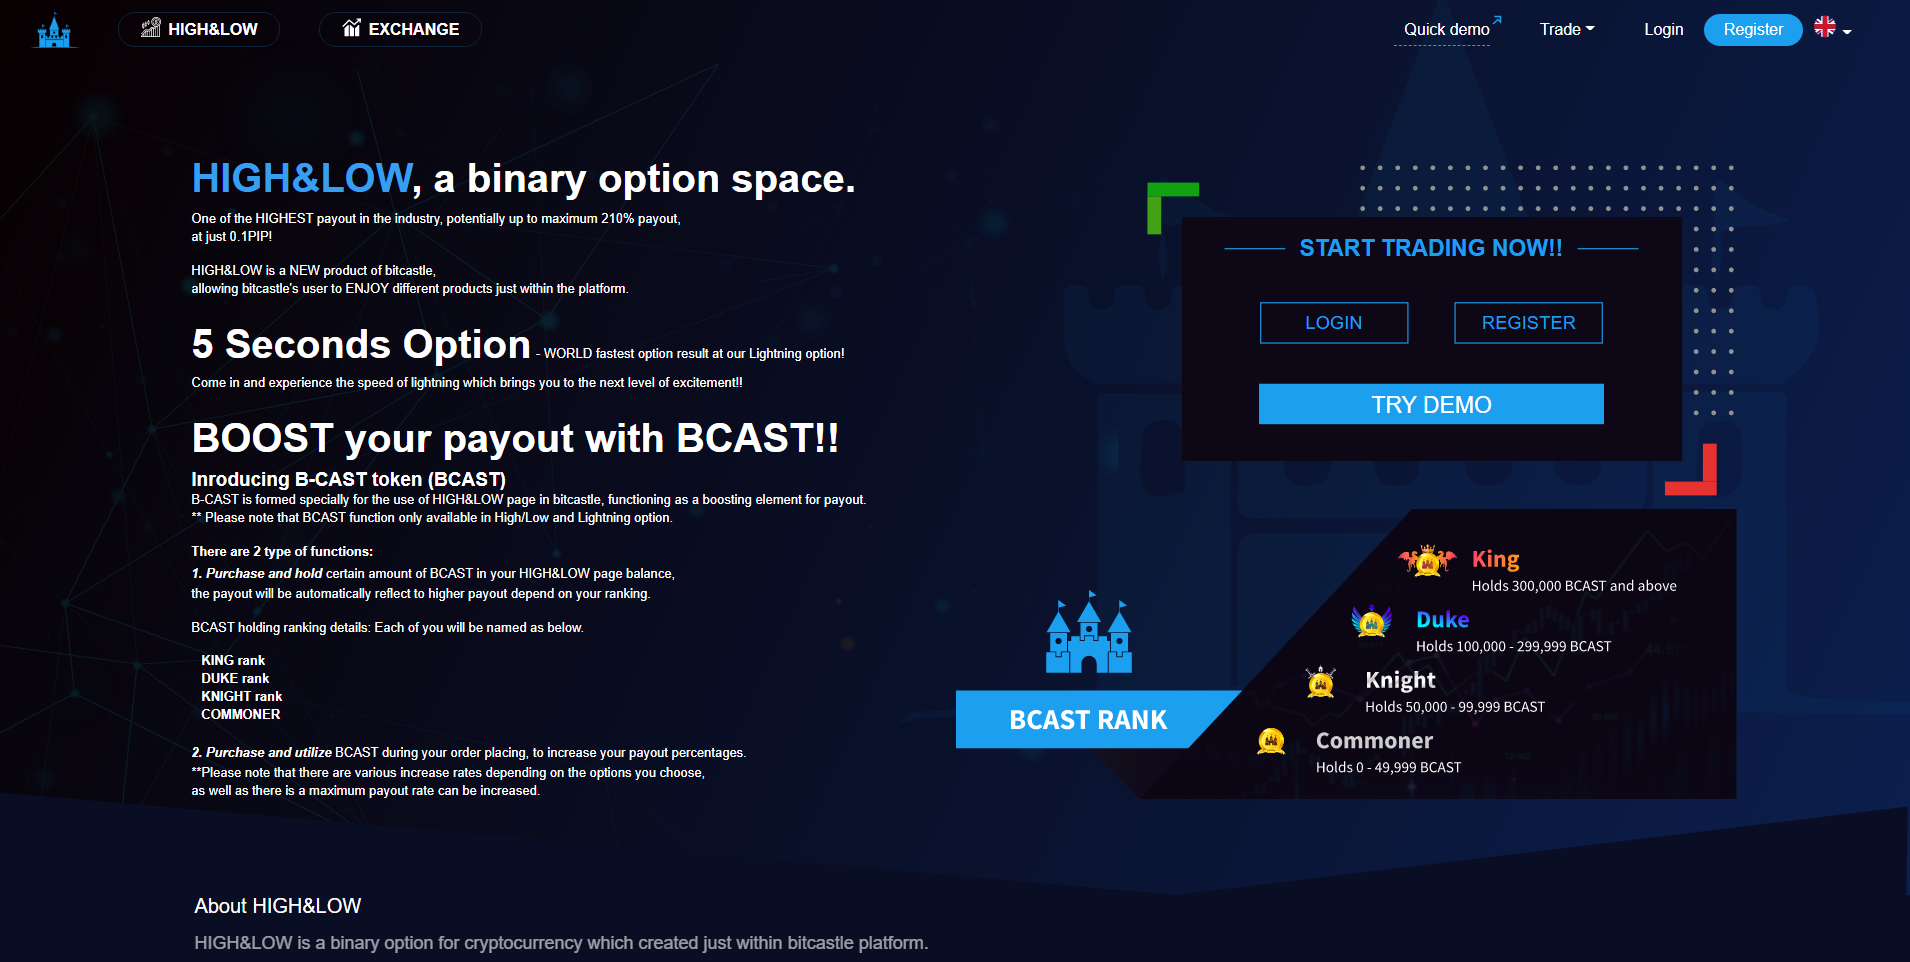 HIGH&LOW
EXCHANGE
Quick demo
Trade
Login
Register
HIGH&LOW, a binary option space.
One of the HIGHEST payout in the industry, potentially up to maximum 210% payout,
at just 0.1PIP!
HIGH&LOW is a NEW product of bitcastle,
allowing bitcastle's user to ENJOY different products just within the platform.
5 Seconds Option - WORLD fastest option result at our Lightning option!
Come in and experience the speed of lightning which brings you to the next level of excitement!!
BOOST your payout with BCAST!!
Inroducing B-CAST token (BCAST)
B-CAST is formed specially for the use of HIGH&LOW page in bitcastle, functioning as a boosting element for payout.
** Please note that BCAST function only available in High/Low and Lightning option.
There are 2 type of functions:
1. Purchase and hold certain amount of BCAST in your HIGH&LOW page balance,
the payout will be automatically reflect to higher payout depend on your ranking.
BCAST holding ranking details: Each of you will be named as below.
KING rank
DUKE rank
KNIGHT rank
COMMONER
2. Purchase and utilize BCAST during your order placing, to increase your payout percentages.
**Please note that there are various increase rates depending on the options you choose,
as well as there is a maximum payout rate can be increased.
START TRADING NOW!!
LOGIN
REGISTER
TRY DEMO
BCAST RANK
King
Holds 300,000 BCAST and above
Duke
Holds 100,000 - 299,999 BCAST
Knight
Holds 50,000 - 99,999 BCAST
Commoner
Holds 0 - 49,999 BCAST
About HIGH&LOW
HIGH&LOW is a binary option for cryptocurrency which created just within bitcastle platform.